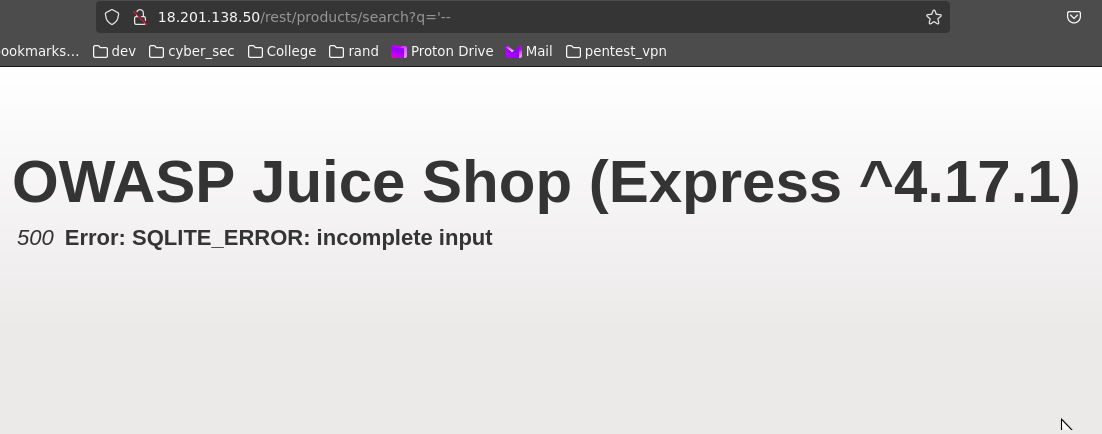 18.201.138.50/rest/products/search?q='--
ookmarks… dev cyber_sec College rand Proton Drive Mail pentest_vpn
OWASP Juice Shop (Express ^4.17.1)
500 Error: SQLITE_ERROR: incomplete input